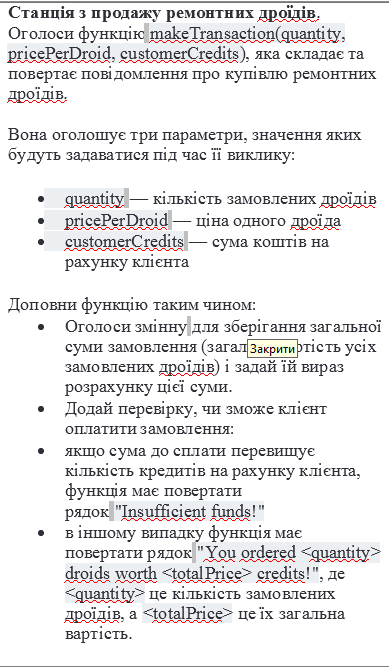 Станція з продажу ремонтних дроїдів.
Оголоси функцію makeTransaction(quantity,
pricePerDroid, customerCredits), яка складає та
повертає повідомлення про купівлю ремонтних
дроїдів.
Вона оголошує три параметри, значення яких
будуть задаватися під час її виклику:
• quantity — кількість замовлених дроїдів
• pricePerDroid — ціна одного дроїда
• customerCredits — сума коштів на
рахунку клієнта
Доповни функцію таким чином:
• Оголоси змінну для зберігання загальної
суми замовлення (загал Закрити ртість усіх
замовлених дроїдів) і задай їй вираз
розрахунку цієї суми.
• Додай перевірку, чи зможе клієнт
оплатити замовлення:
• якщо сума до сплати перевищує
кількість кредитів на рахунку клієнта,
функція має повертати
рядок "Insufficient funds!"
• в іншому випадку функція має
повертати рядок "You ordered <quantity>
droids worth <totalPrice> credits!", де
<quantity> це кількість замовлених
дроїдів, а <totalPrice> це їх загальна
вартість.